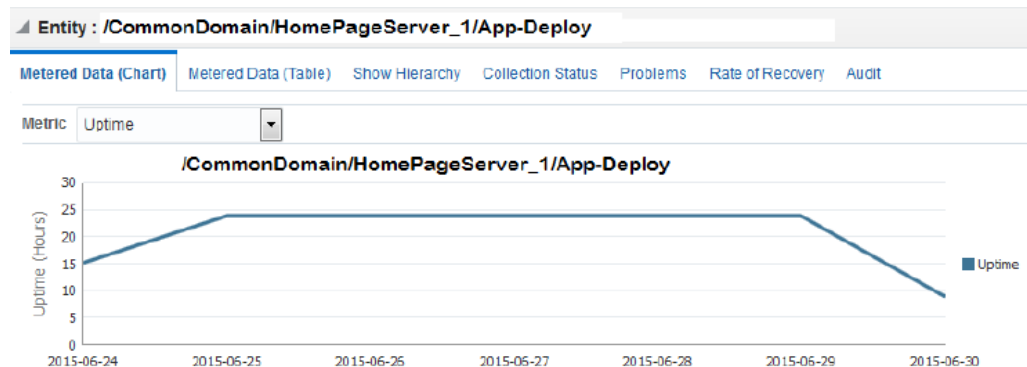 Entity : /CommonDomain/HomePageServer_1/App-Deploy
Metered Data (Chart) Metered Data (Table) Show Hierarchy Collection Status Problems Rate of Recovery Audit
Metric Uptime
/CommonDomain/HomePageServer_1/App-Deploy
30
25
20
15
10
5
0
Uptime (Hours)
Uptime
2015-06-24 2015-06-25 2015-06-26 2015-06-27 2015-06-28 2015-06-29 2015-06-30